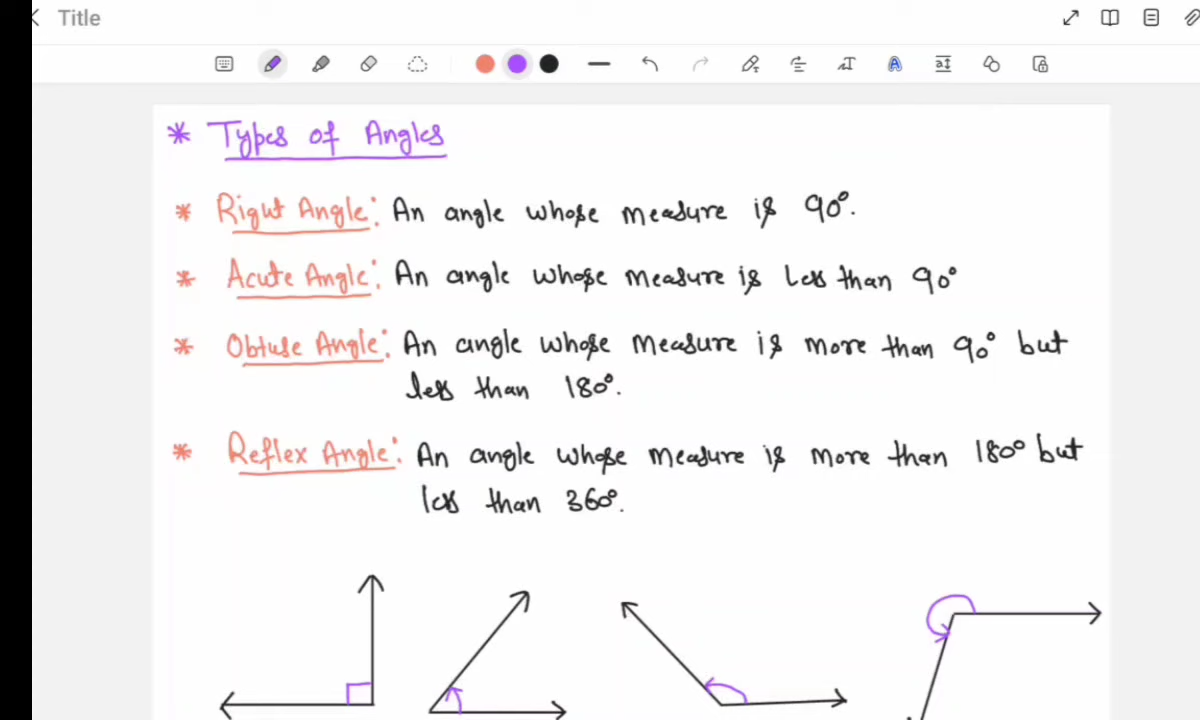 Title
* Types of Angles
* Right Angle: An angle whose measure is 90°.
* Acute Angle: An angle whose measure is less than 90°
* Obtuse Angle: An angle whose measure is more than 90° but
less than 180°.
* Reflex Angle: An angle whose measure is more than 180° but
less than 360°.